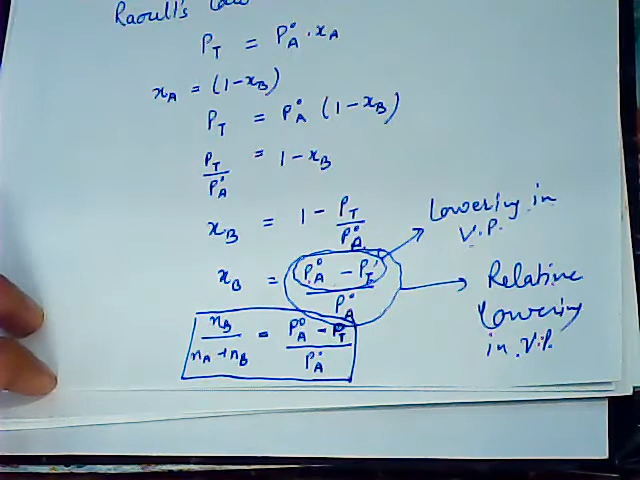 Raoult's Law
P_T = P°_A · x_A
x_A = (1-x_B)
P_T = P°_A (1-x_B)
P_T / P°_A = 1-x_B
x_B = 1 - P_T / P°_A
Lowering in
V.P.
x_B = P°_A - P_T / P°_A
Relative
Lowering
in V.P.
n_B / n_A+n_B = P°_A - P_T / P°_A